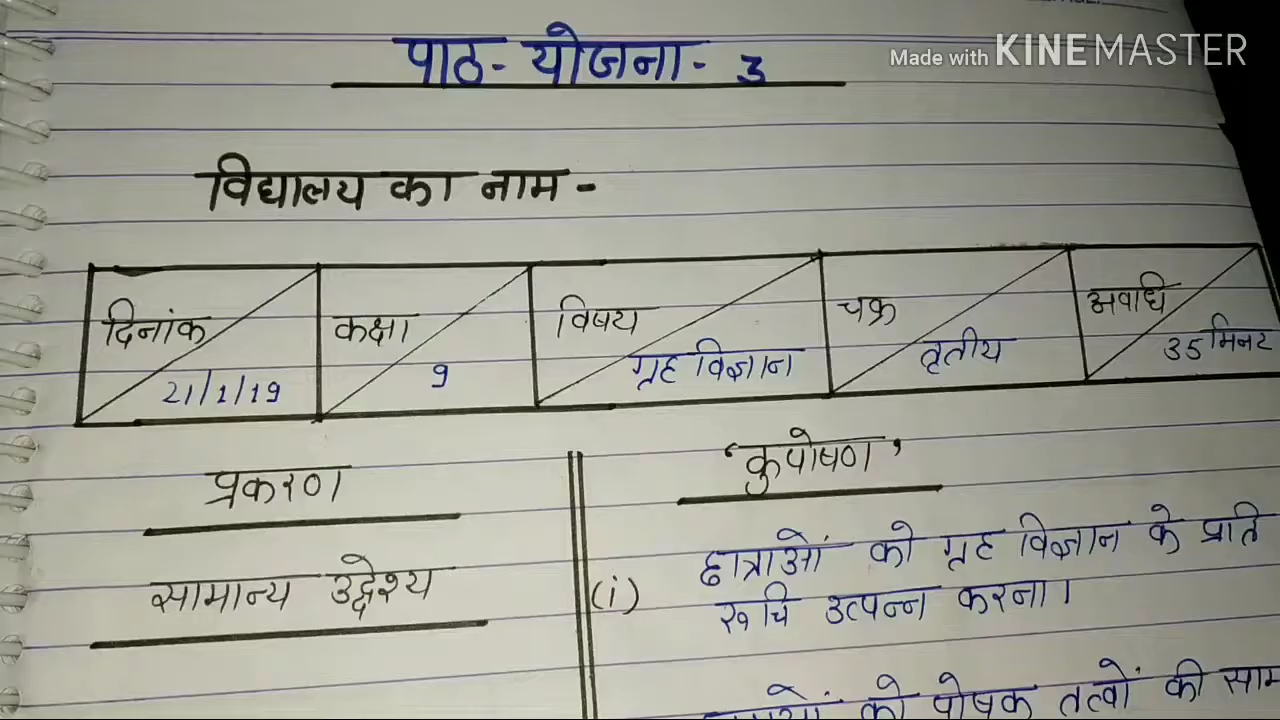 Made with KINEMASTER
पाठ- योजना- 3
विद्यालय का नाम -
दिनांक कक्षा विषय चक्र अवधि
21/1/19 9 गृह विज्ञान तृतीय 35 मिनट
प्रकरण 'कुपोषण'
सामान्य उद्देश्य (i) छात्राओं को गृह विज्ञान के प्रति
रूचि उत्पन्न करना।
को पोषक तत्वों की